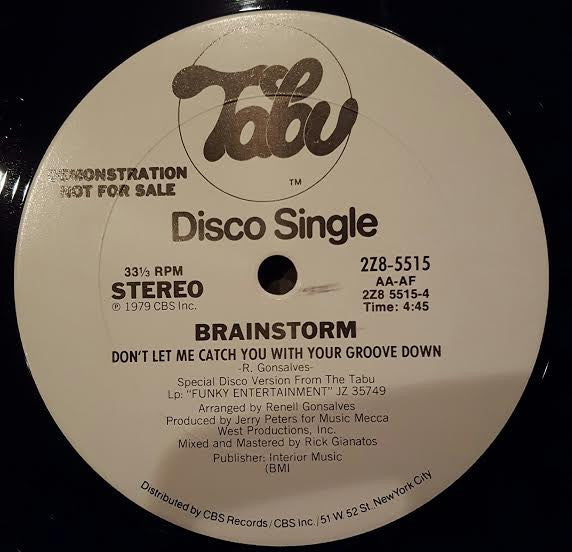 Tabu
TM
DEMONSTRATION
NOT FOR SALE
Disco Single
33⅓ RPM
STEREO
℗ 1979 CBS Inc.
2Z8-5515
AA-AF
2Z8 5515-4
Time: 4:45
BRAINSTORM
DON'T LET ME CATCH YOU WITH YOUR GROOVE DOWN
-R. Gonsalves-
Special Disco Version From The Tabu
Lp: "FUNKY ENTERTAINMENT" JZ 35749
Arranged by Renell Gonsalves
Produced by Jerry Peters for Music Mecca
West Productions, Inc.
Mixed and Mastered by Rick Gianatos
Publisher: Interior Music
(BMI
Distributed by CBS Records/CBS Inc./51 W. 52 St., New York City